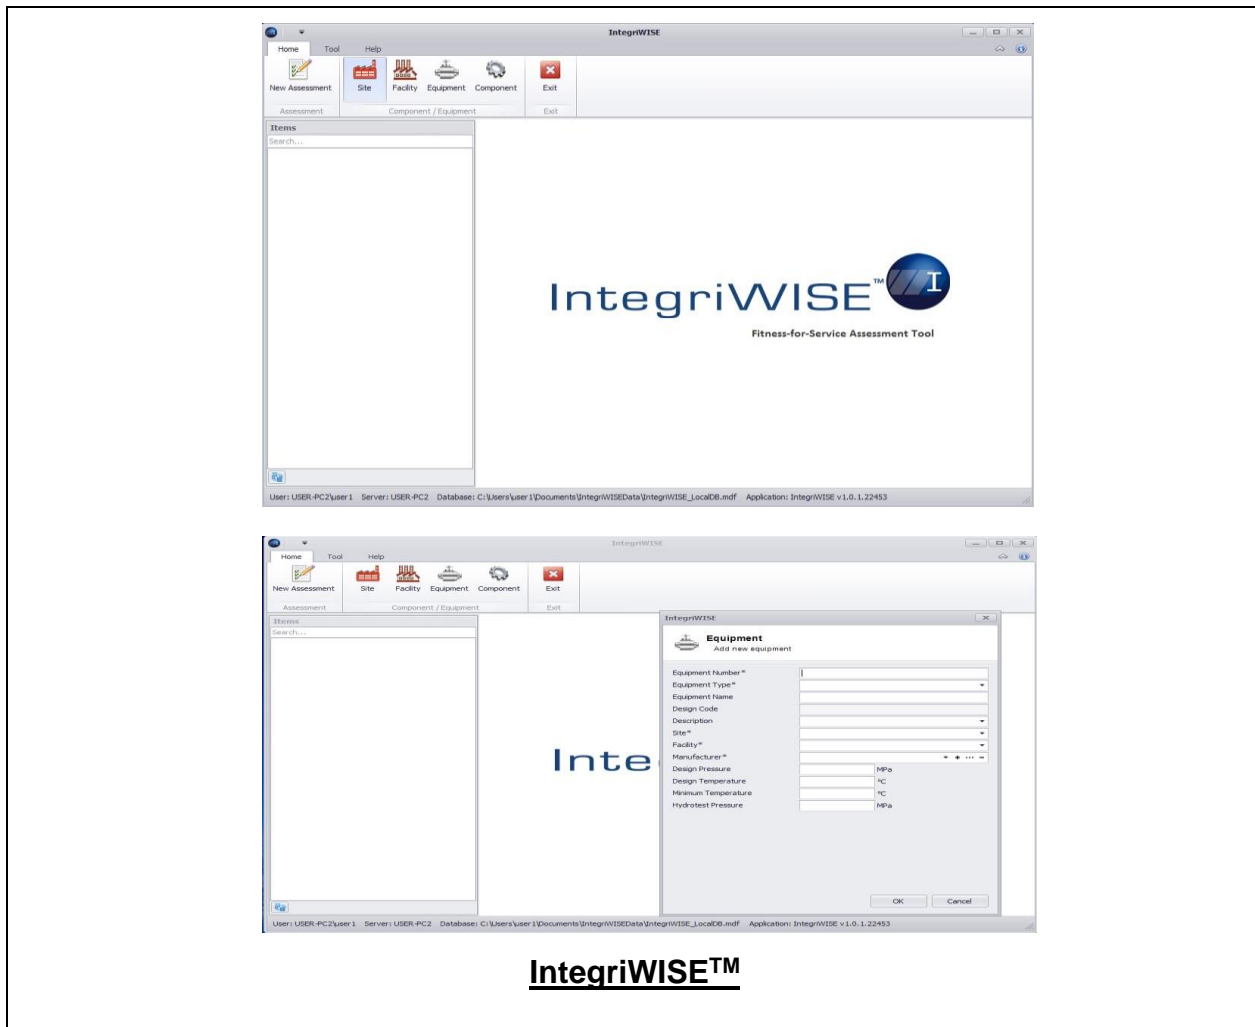 IntegriWISE
Home Tool Help
New Assessment Site Facility Equipment Component Exit
Assessment Component / Equipment Exit
Items
Search...
IntegriWISE™ I
Fitness-for-Service Assessment Tool
User: USER-PC2\user1 Server: USER-PC2 Database: C:\Users\user1\Documents\IntegriWISEData\IntegriWISE_LocalDB.mdf Application: IntegriWISE v1.0.1.22453
IntegriWISE
Home Tool Help
New Assessment Site Facility Equipment Component Exit
Assessment Component / Equipment Exit
Items
Search...
Inte
IntegriWISE
Equipment
Add new equipment
Equipment Number*
Equipment Type*
Equipment Name
Design Code
Description
Site*
Facility*
Manufacturer*
Design Pressure MPa
Design Temperature °C
Minimum Temperature °C
Hydrotest Pressure MPa
OK Cancel
User: USER-PC2\user1 Server: USER-PC2 Database: C:\Users\user1\Documents\IntegriWISEData\IntegriWISE_LocalDB.mdf Application: IntegriWISE v1.0.1.22453
IntegriWISE™